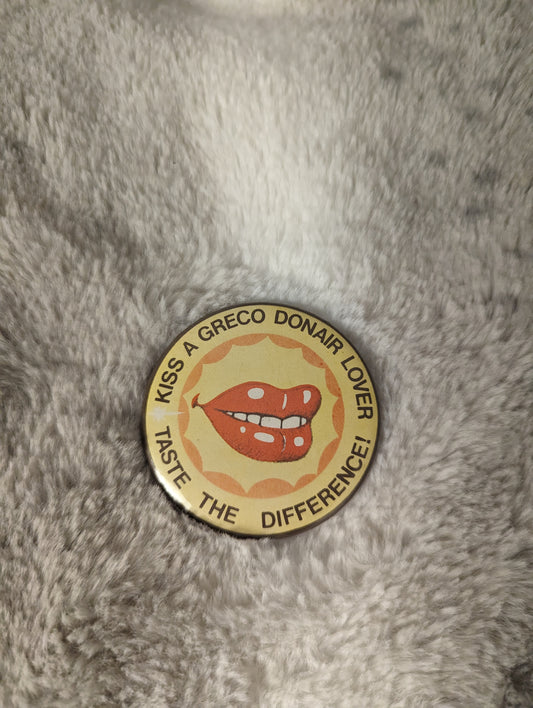 KISS A GRECO DONAIR LOVER
TASTE THE DIFFERENCE!